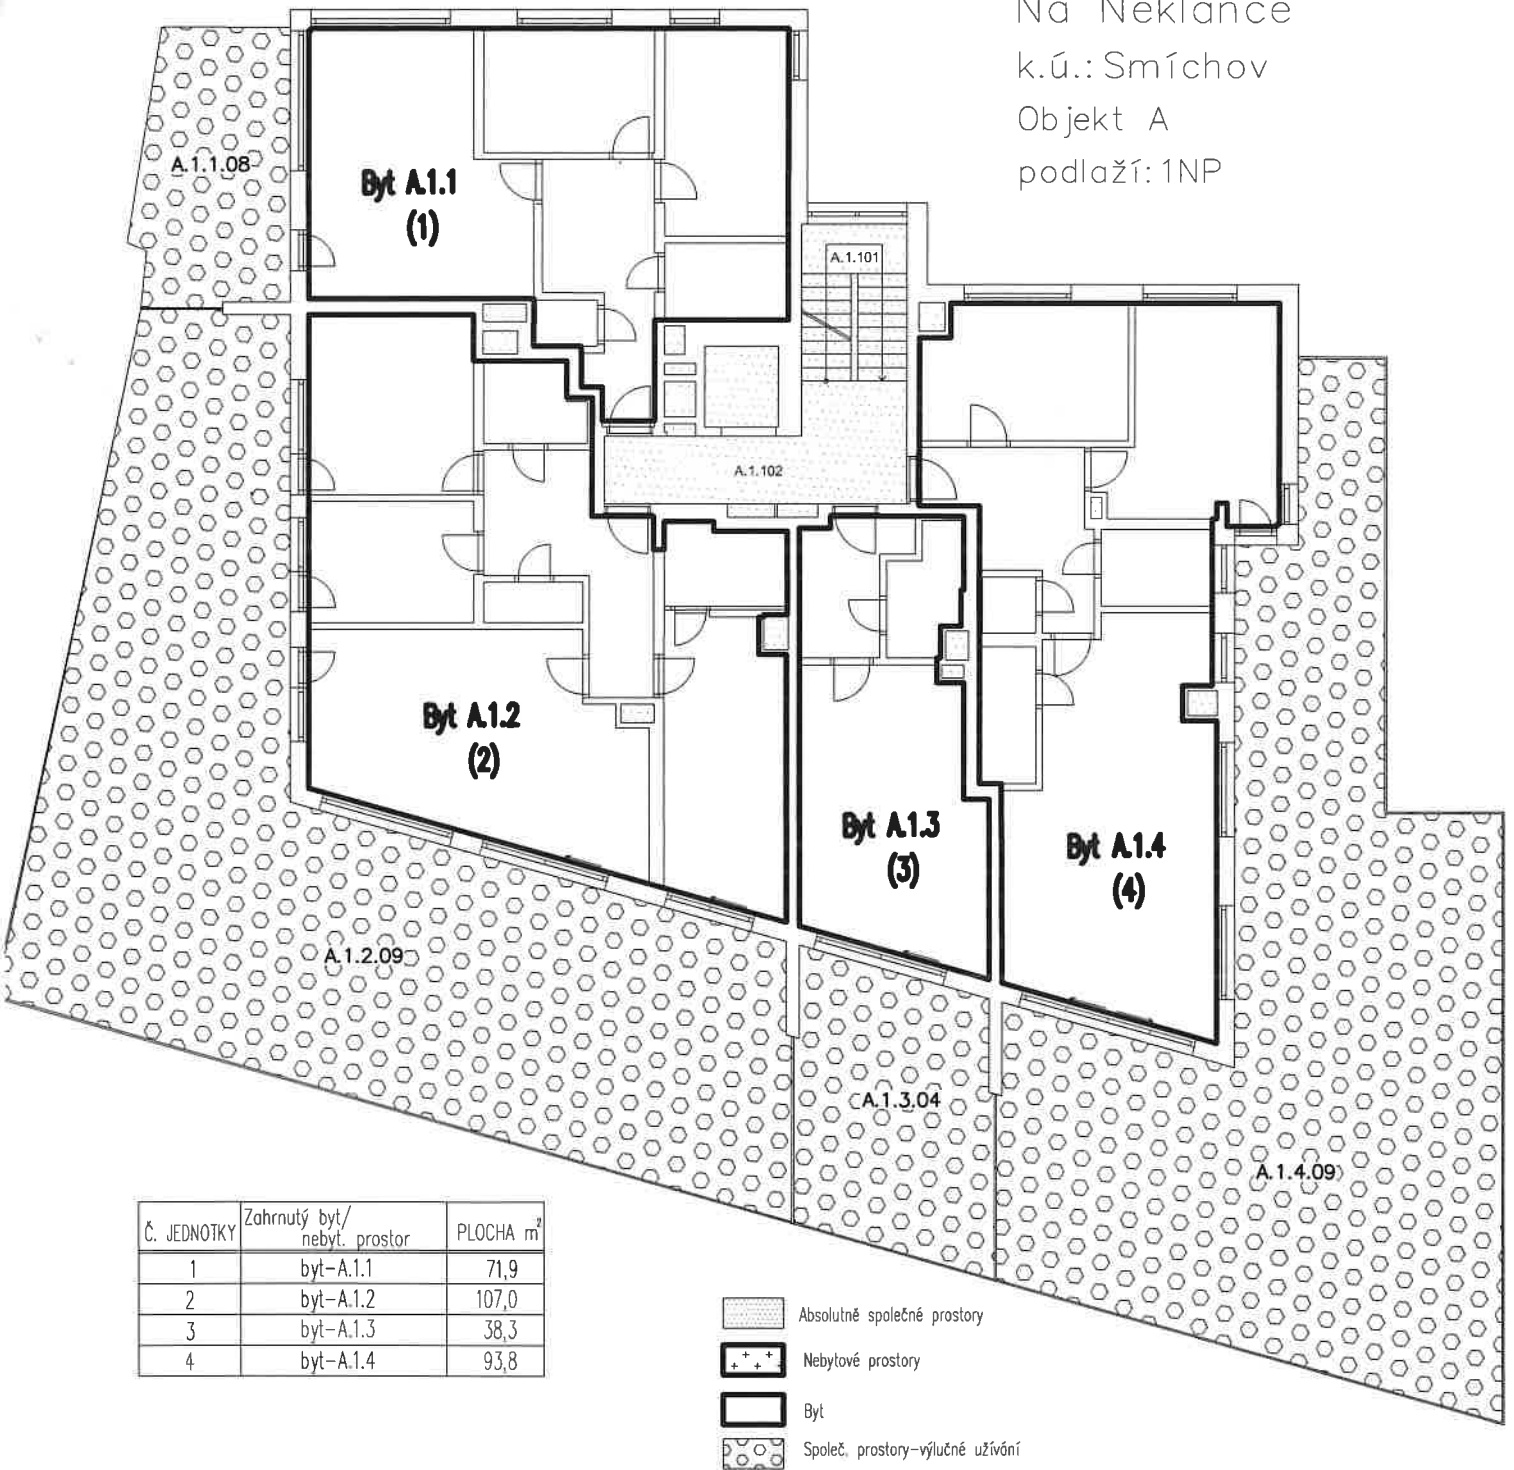 Na Neklance
k.ú.: Smíchov
Objekt A
podlaží: 1NP
A.1.1.08
Byt A.1.1
(1)
A.1.101
A.1.102
Byt A.1.2
(2)
Byt A.1.3
(3)
Byt A.1.4
(4)
A.1.2.09
A.1.3.04
A.1.4.09
Č. JEDNOTKY Zahrnutý byt/ nebyt. prostor PLOCHA m²
1 byt-A.1.1 71,9
2 byt-A.1.2 107,0
3 byt-A.1.3 38,3
4 byt-A.1.4 93,8
Absolutně společné prostory
Nebytové prostory
Byt
Společ. prostory-výlučné užívání